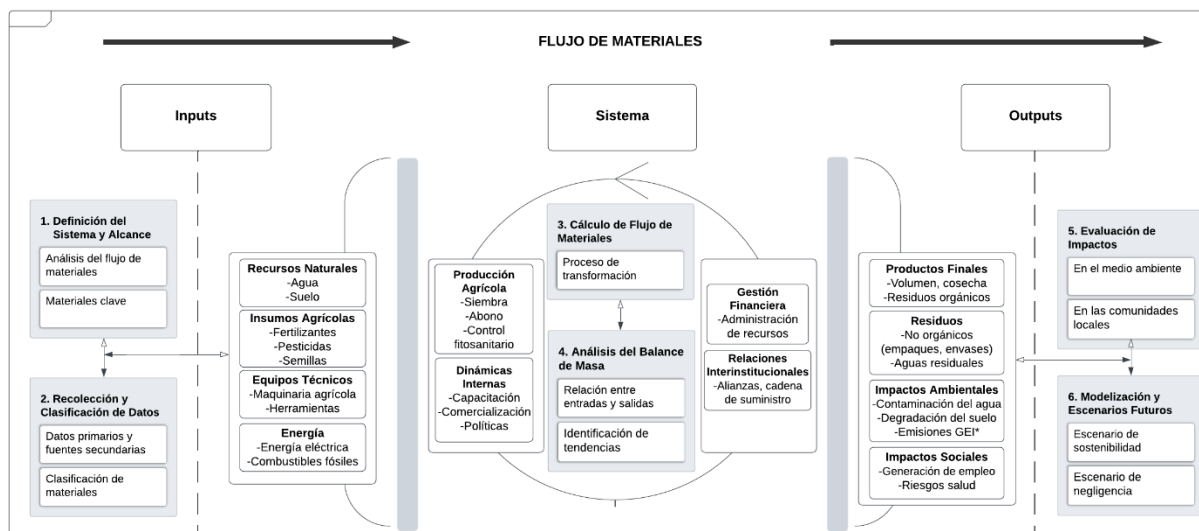 FLUJO DE MATERIALES
Inputs
Sistema
Outputs
1. Definición del
Sistema y Alcance
Análisis del flujo de
materiales
Materiales clave
2. Recolección y
Clasificación de Datos
Datos primarios y
fuentes secundarias
Clasificación de
materiales
Recursos Naturales
-Agua
-Suelo
Insumos Agrícolas
-Fertilizantes
-Pesticidas
-Semillas
Equipos Técnicos
-Maquinaria agrícola
-Herramientas
Energía
-Energía eléctrica
-Combustibles fósiles
Producción
Agrícola
-Siembra
-Abono
-Control
fitosanitario
Dinámicas
Internas
-Capacitación
-Comercialización
-Políticas
3. Cálculo de Flujo de
Materiales
Proceso de
transformación
4. Análisis del Balance
de Masa
Relación entre
entradas y salidas
Identificación de
tendencias
Gestión
Financiera
-Administración
de recursos
Relaciones
Interinstitucionales
-Alianzas, cadena
de suministro
Productos Finales
-Volumen, cosecha
-Residuos orgánicos
Residuos
-No orgánicos
(empaques, envases)
-Aguas residuales
Impactos Ambientales
-Contaminación del agua
-Degradación del suelo
-Emisiones GEI*
Impactos Sociales
-Generación de empleo
-Riesgos salud
5. Evaluación de
Impactos
En el medio ambiente
En las comunidades
locales
6. Modelización y
Escenarios Futuros
Escenario de
sostenibilidad
Escenario de
negligencia